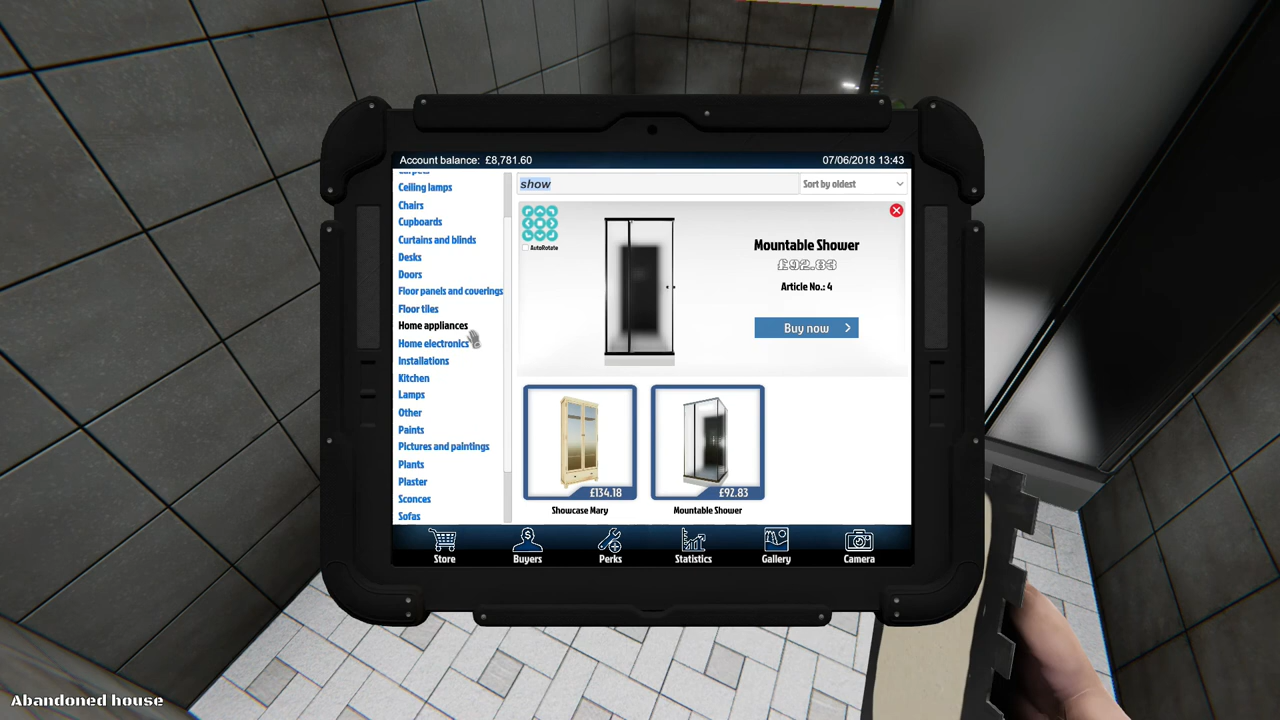 Account balance: £8,781.60
07/06/2018 13:43
Carpets
Ceiling lamps
Chairs
Cupboards
Curtains and blinds
Desks
Doors
Floor panels and coverings
Floor tiles
Home appliances
Home electronics
Installations
Kitchen
Lamps
Other
Paints
Pictures and paintings
Plants
Plaster
Sconces
Sofas
show
Sort by oldest
AutoRotate
Mountable Shower
£92.83
Article No.: 4
Buy now
£134.18
£92.83
Showcase Mary
Mountable Shower
Store
Buyers
Perks
Statistics
Gallery
Camera
Abandoned house